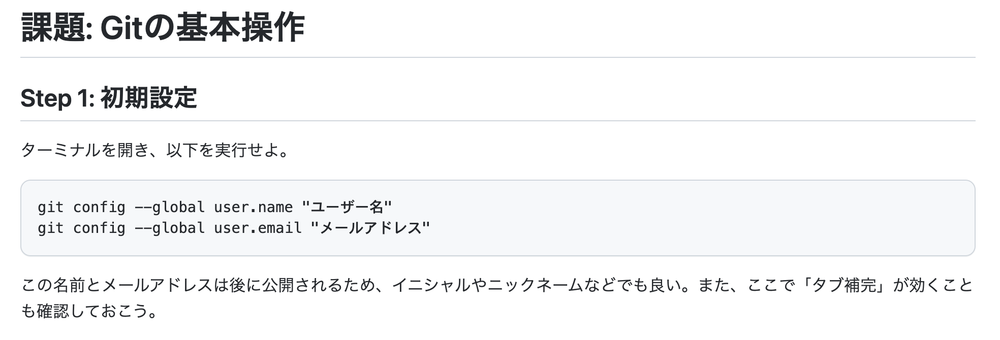 課題: Gitの基本操作
Step 1: 初期設定
ターミナルを開き、以下を実行せよ。
git config --global user.name "ユーザー名"
git config --global user.email "メールアドレス"
この名前とメールアドレスは後に公開されるため、イニシャルやニックネームなどでも良い。また、ここで「タブ補完」が効くこと
も確認しておこう。